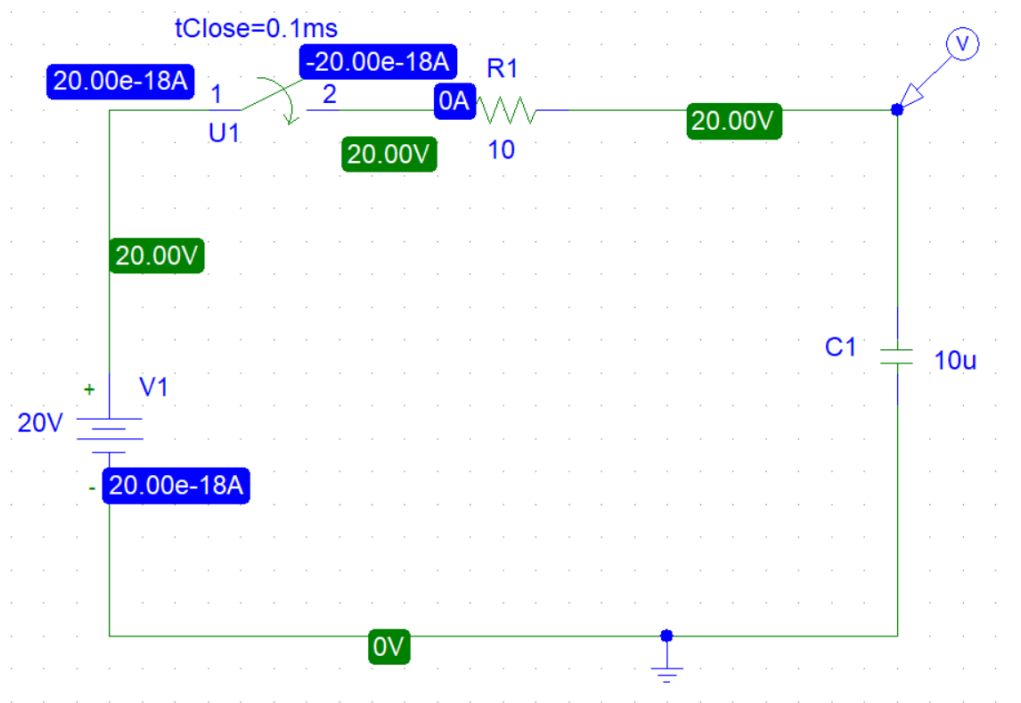 tClose=0.1ms
V
-20.00e-18A
R1
20.00e-18A
1
2
0A
20.00V
U1
20.00V
10
20.00V
C1
10u
+
V1
20V
-
20.00e-18A
0V